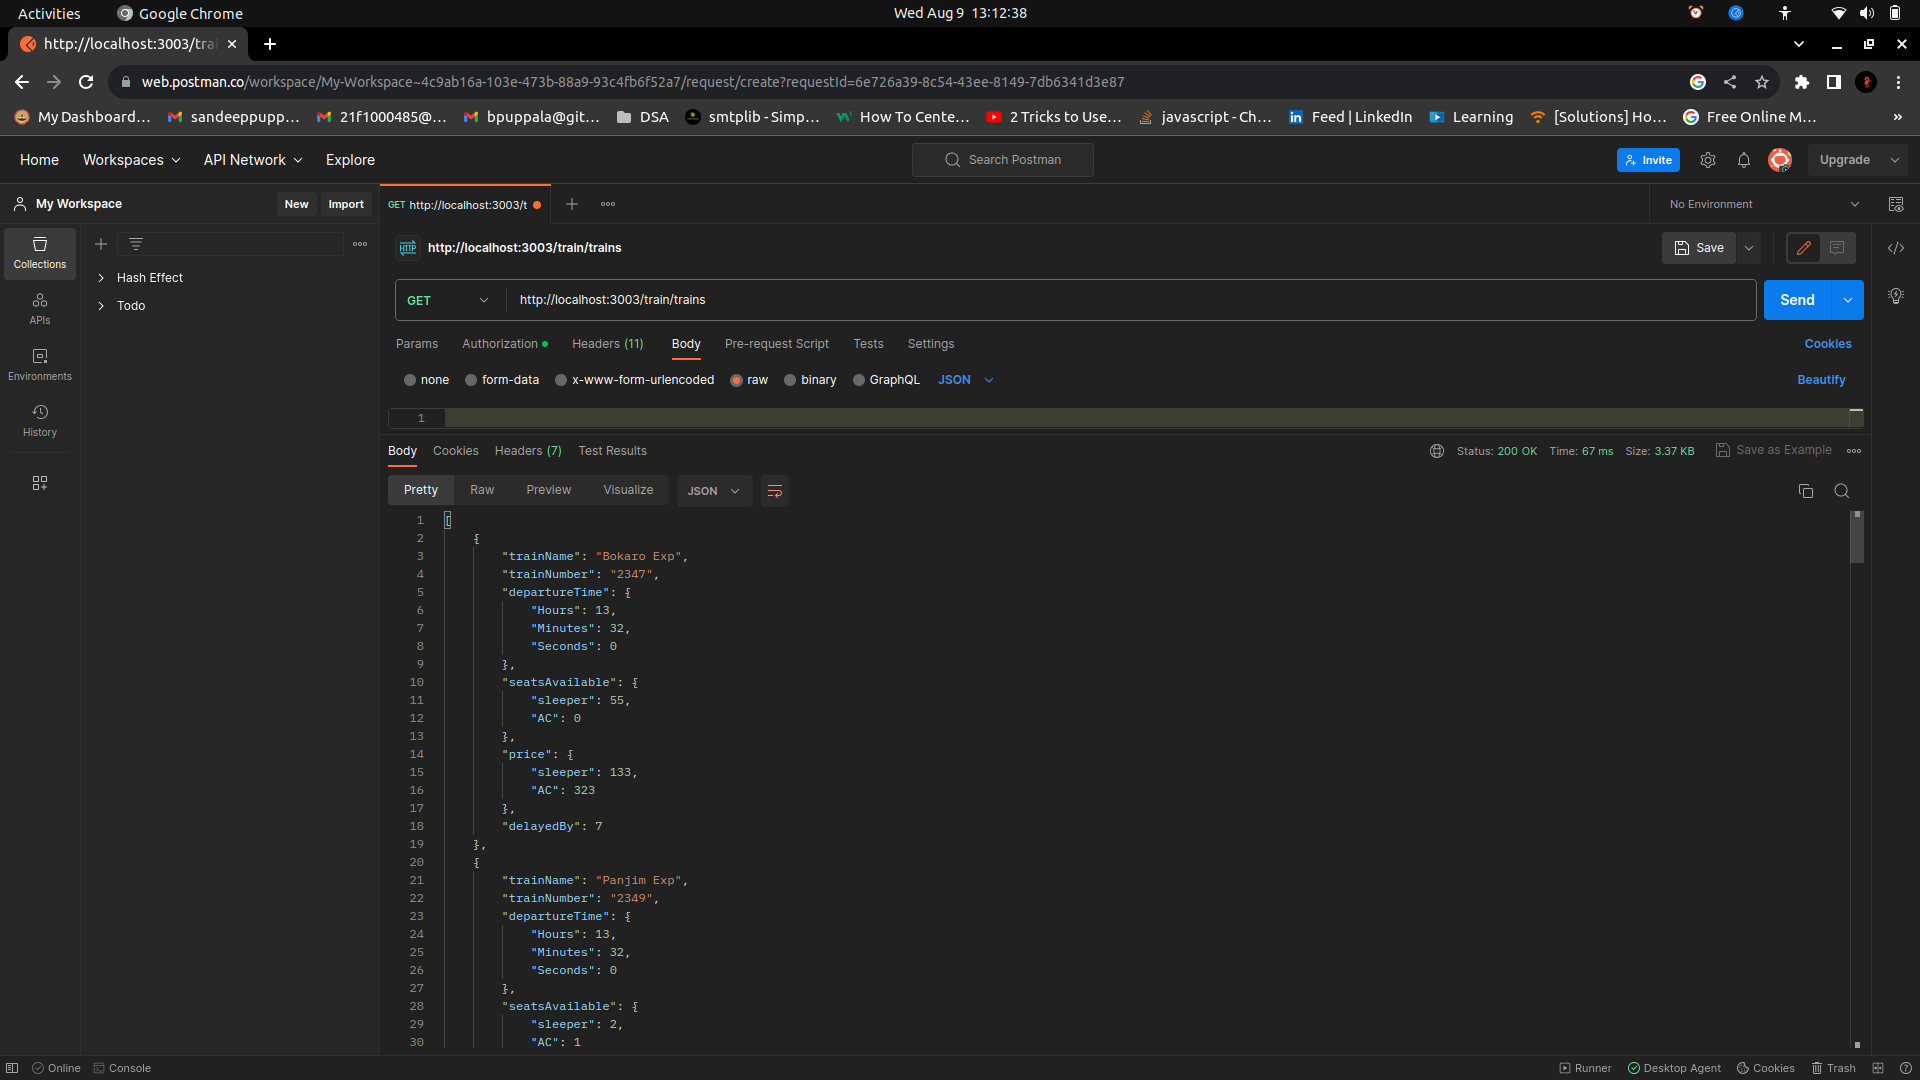 Activities
Google Chrome
Wed Aug 9 13:12:38
http://localhost:3003/trai
web.postman.co/workspace/My-Workspace~4c9ab16a-103e-473b-88a9-93c4fb6f52a7/request/create?requestId=6e726a39-8c54-43ee-8149-7db6341d3e87
My Dashboard...
sandeeppupp...
21f1000485@...
bpuppala@git...
DSA
smtplib - Simp...
How To Cente...
2 Tricks to Use...
javascript - Ch...
Feed | LinkedIn
Learning
[Solutions] Ho...
Free Online M...
»
Home
Workspaces
API Network
Explore
Search Postman
Invite
Upgrade
My Workspace
New
Import
GET http://localhost:3003/t
No Environment
Collections
APIs
Environments
History
Hash Effect
Todo
HTTP
http://localhost:3003/train/trains
Save
GET
http://localhost:3003/train/trains
Send
Params
Authorization
Headers (11)
Body
Pre-request Script
Tests
Settings
Cookies
none
form-data
x-www-form-urlencoded
raw
binary
GraphQL
JSON
Beautify
1
Body
Cookies
Headers (7)
Test Results
Status: 200 OK
Time: 67 ms
Size: 3.37 KB
Save as Example
Pretty
Raw
Preview
Visualize
JSON
1 [
2 {
3 "trainName": "Bokaro Exp",
4 "trainNumber": "2347",
5 "departureTime": {
6 "Hours": 13,
7 "Minutes": 32,
8 "Seconds": 0
9 },
10 "seatsAvailable": {
11 "sleeper": 55,
12 "AC": 0
13 },
14 "price": {
15 "sleeper": 133,
16 "AC": 323
17 },
18 "delayedBy": 7
19 },
20 {
21 "trainName": "Panjim Exp",
22 "trainNumber": "2349",
23 "departureTime": {
24 "Hours": 13,
25 "Minutes": 32,
26 "Seconds": 0
27 },
28 "seatsAvailable": {
29 "sleeper": 2,
30 "AC": 1
Online
Console
Runner
Desktop Agent
Cookies
Trash